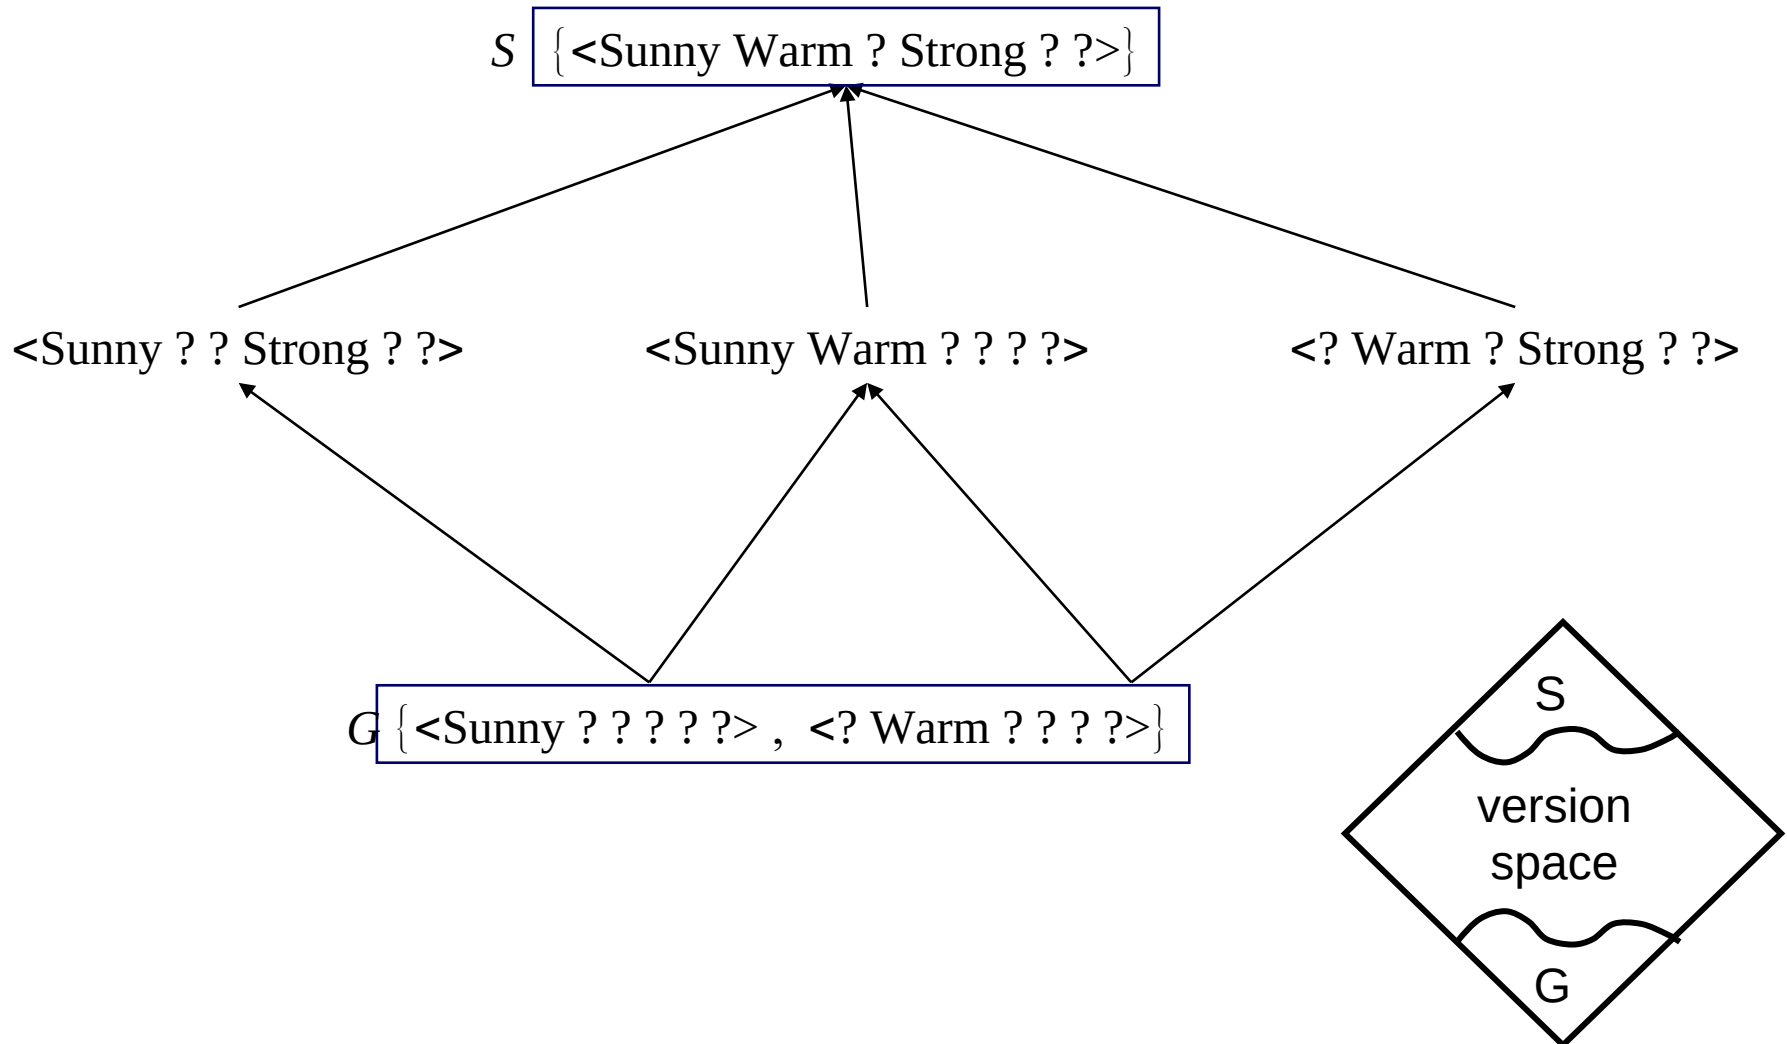 S {<Sunny Warm ? Strong ? ?>}
<Sunny ? ? Strong ? ?> <Sunny Warm ? ? ? ?> <? Warm ? Strong ? ?>
G {<Sunny ? ? ? ? ?> , <? Warm ? ? ? ?>}
S
version
space
G